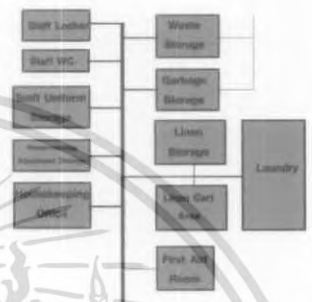 Staff Locker
Staff WC.
Staff Uniform
Storage
Housekeeping
Office
Waste
Storage
Garbage
Storage
Linen
Storage
Linen Cart
Area
First Aid
Room
Laundry